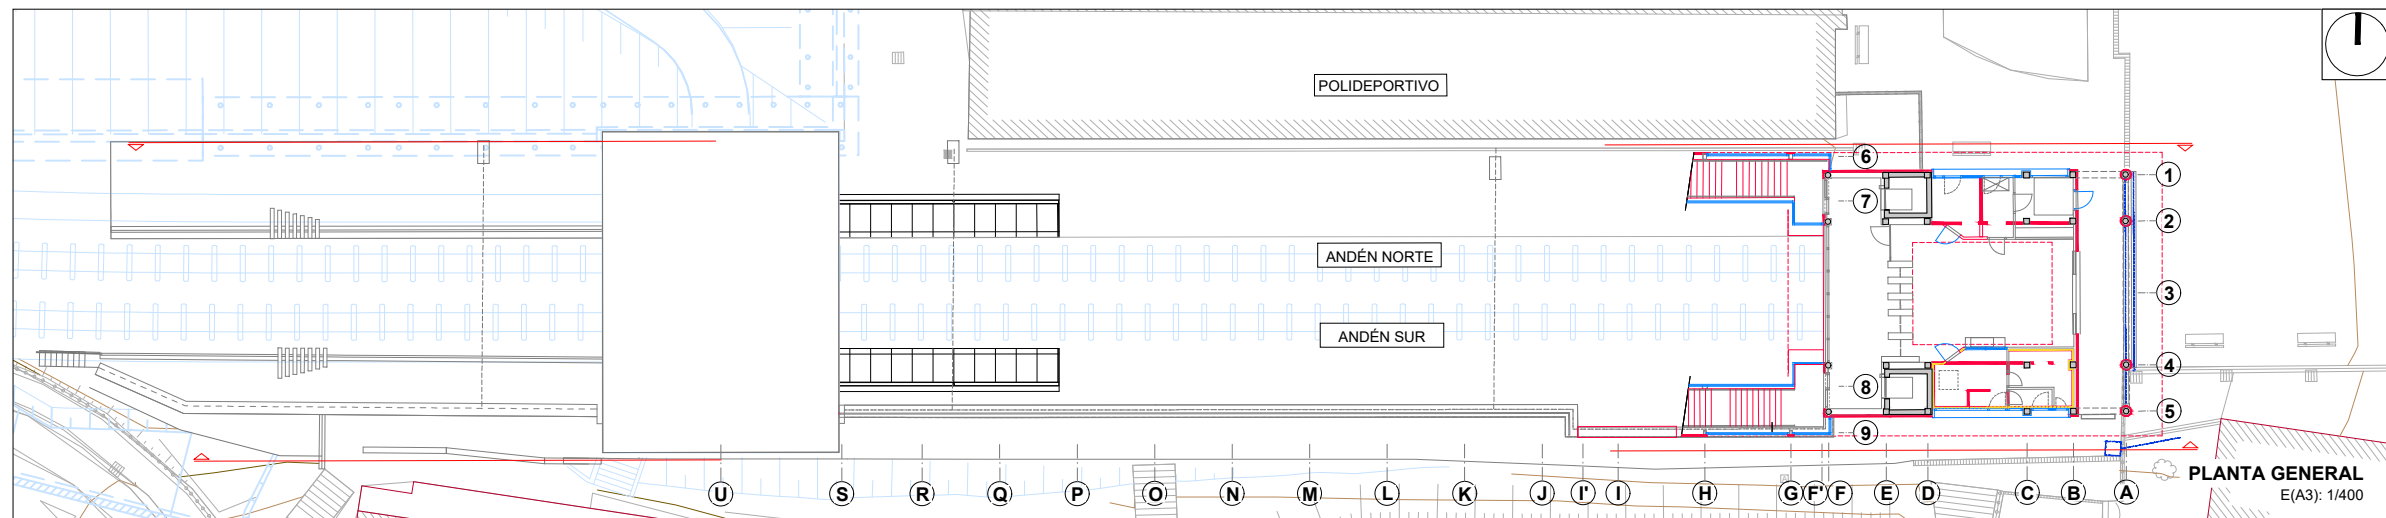 POLIDEPORTIVO
ANDÉN NORTE
ANDÉN SUR
6
7
8
9
1
2
3
4
5
U S R Q P O N M L K J I' I H G F' F E D C B A
PLANTA GENERAL
E(A3): 1/400